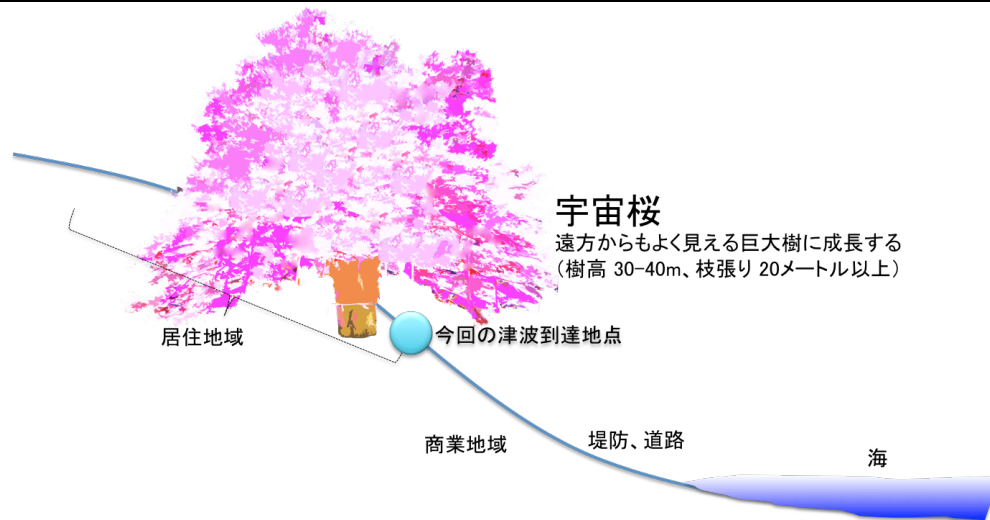 宇宙桜
遠方からもよく見える巨大樹に成長する
（樹高 30-40m、枝張り 20メートル以上）
居住地域
今回の津波到達地点
商業地域
堤防、道路
海